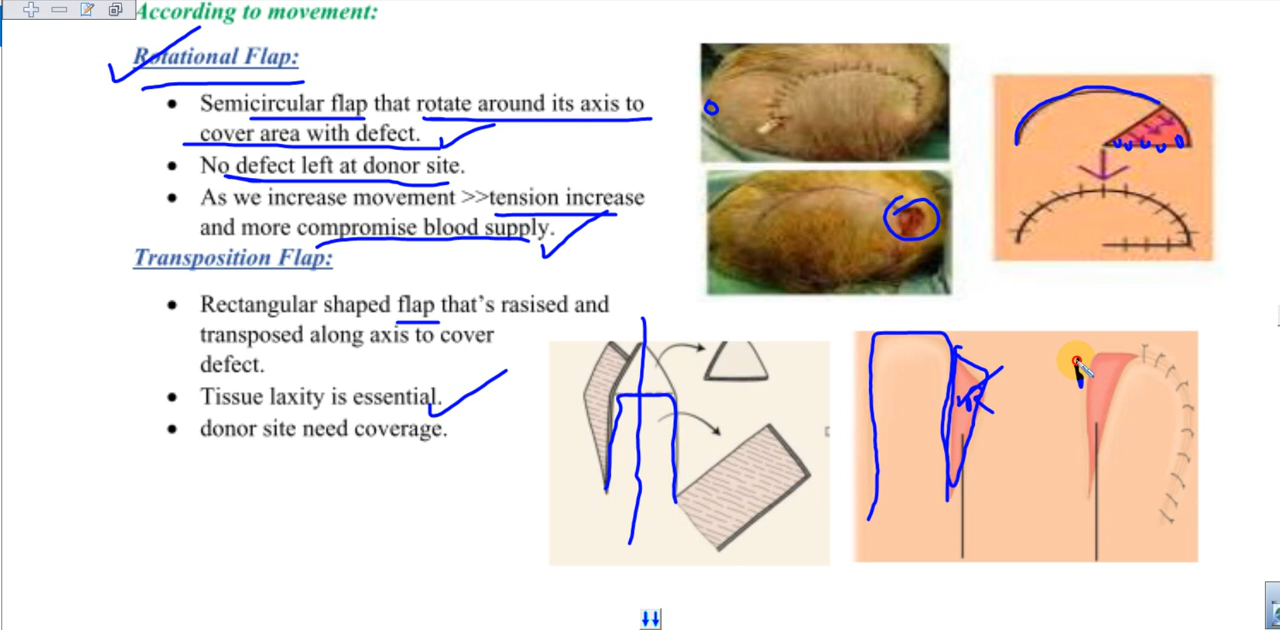 According to movement:
Rotational Flap:
• Semicircular flap that rotate around its axis to
cover area with defect.
• No defect left at donor site.
• As we increase movement >>tension increase
and more compromise blood supply.
Transposition Flap:
• Rectangular shaped flap that's rasised and
transposed along axis to cover
defect.
• Tissue laxity is essential.
• donor site need coverage.